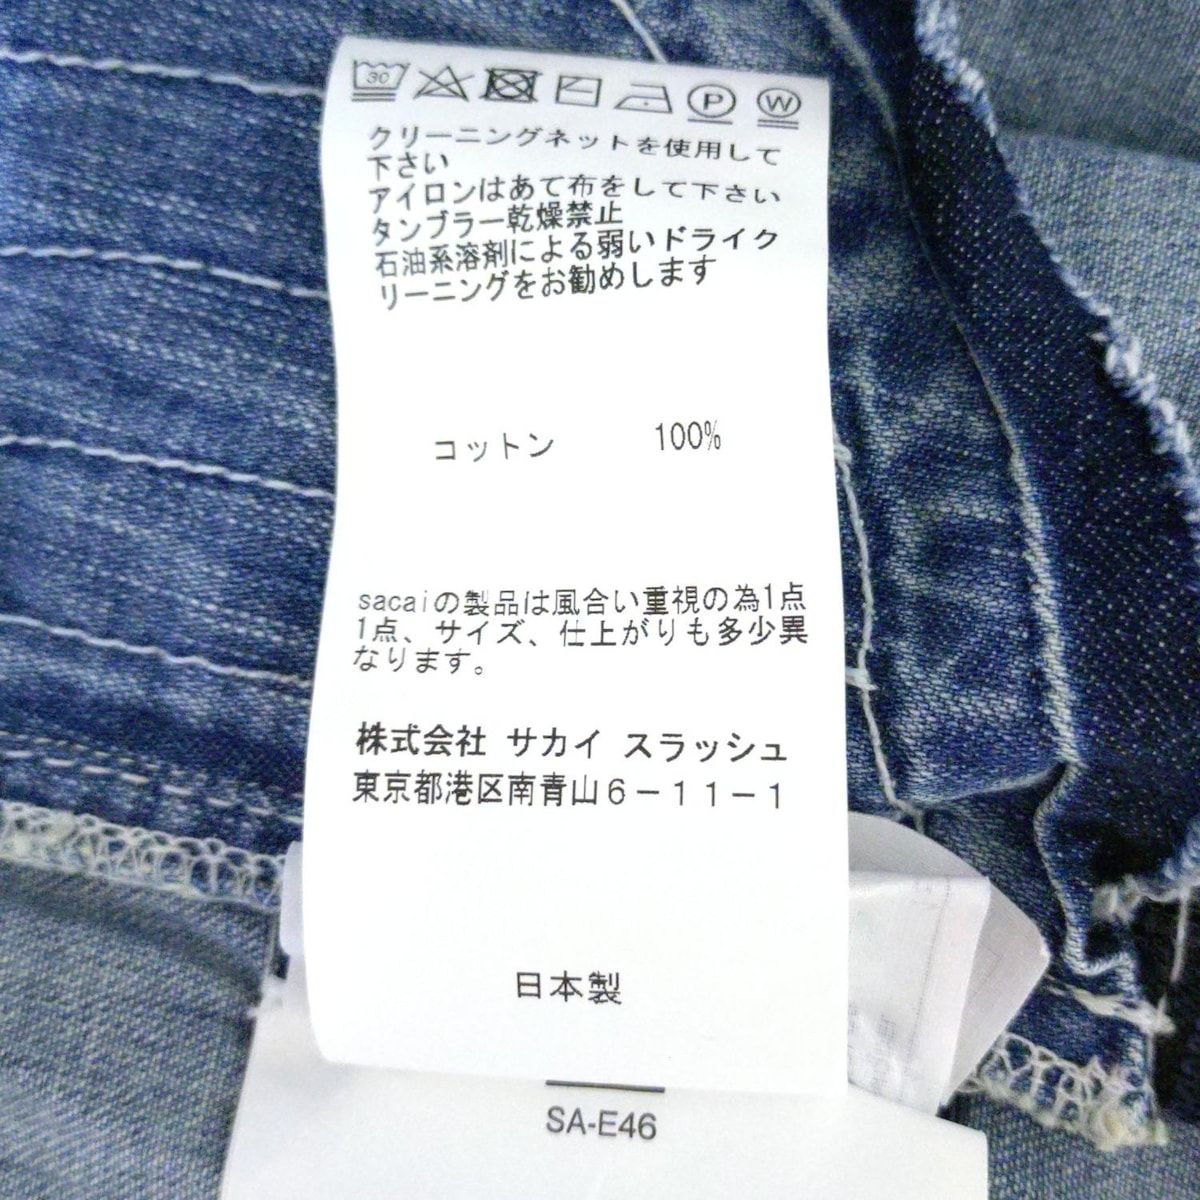 30 P W
クリーニングネットを使用して
下さい
アイロンはあて布をして下さい
タンブラー乾燥禁止
石油系溶剤による弱いドライク
リーニングをお勧めします
コットン 100%
sacaiの製品は風合い重視の為1点
1点、サイズ、仕上がりも多少異
なります。
株式会社 サカイ スラッシュ
東京都港区南青山6-11-1
日本製
SA-E46